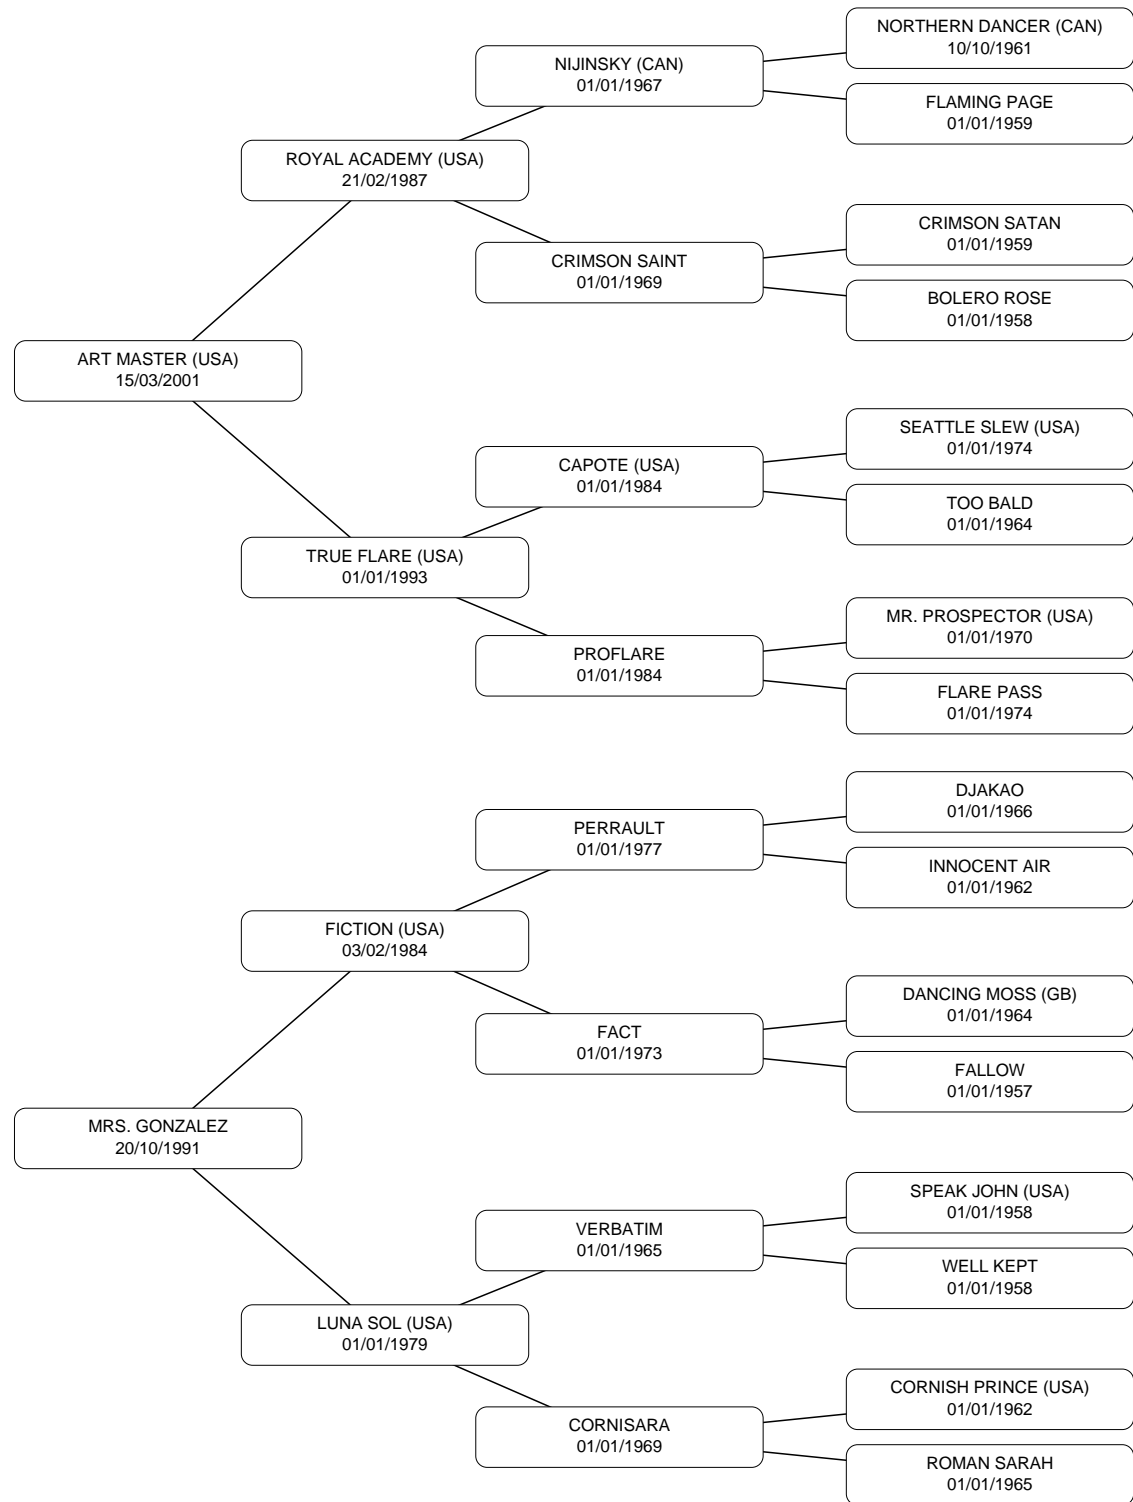 NORTHERN DANCER (CAN)
10/10/1961
NIJINSKY (CAN)
01/01/1967
FLAMING PAGE
01/01/1959
ROYAL ACADEMY (USA)
21/02/1987
CRIMSON SATAN
01/01/1959
CRIMSON SAINT
01/01/1969
BOLERO ROSE
01/01/1958
ART MASTER (USA)
15/03/2001
SEATTLE SLEW (USA)
01/01/1974
CAPOTE (USA)
01/01/1984
TOO BALD
01/01/1964
TRUE FLARE (USA)
01/01/1993
MR. PROSPECTOR (USA)
01/01/1970
PROFLARE
01/01/1984
FLARE PASS
01/01/1974
DJAKAO
01/01/1966
PERRAULT
01/01/1977
INNOCENT AIR
01/01/1962
FICTION (USA)
03/02/1984
DANCING MOSS (GB)
01/01/1964
FACT
01/01/1973
FALLOW
01/01/1957
MRS. GONZALEZ
20/10/1991
SPEAK JOHN (USA)
01/01/1958
VERBATIM
01/01/1965
WELL KEPT
01/01/1958
LUNA SOL (USA)
01/01/1979
CORNISH PRINCE (USA)
01/01/1962
CORNISARA
01/01/1969
ROMAN SARAH
01/01/1965